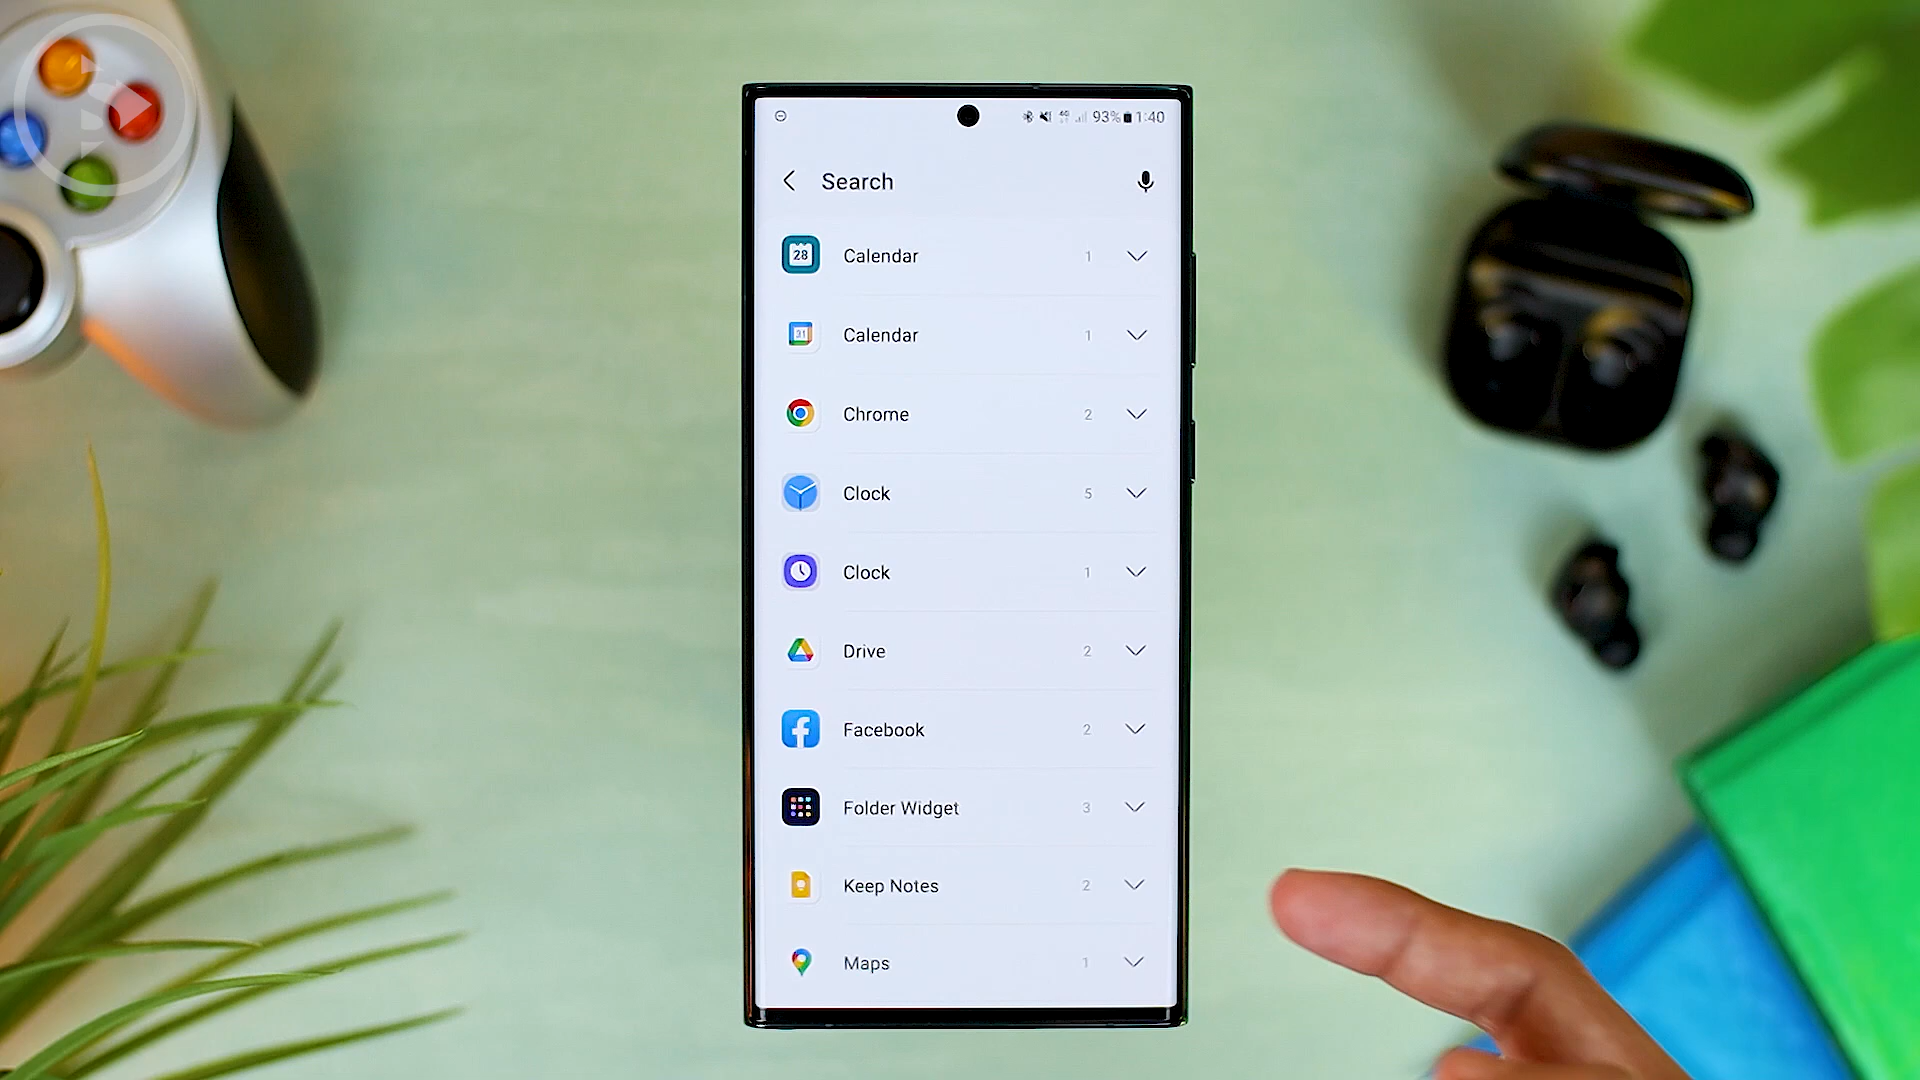 93% 1:40
Search
28 Calendar 1
31 Calendar 1
Chrome 2
Clock 5
Clock 1
Drive 2
Facebook 2
Folder Widget 3
Keep Notes 2
Maps 1